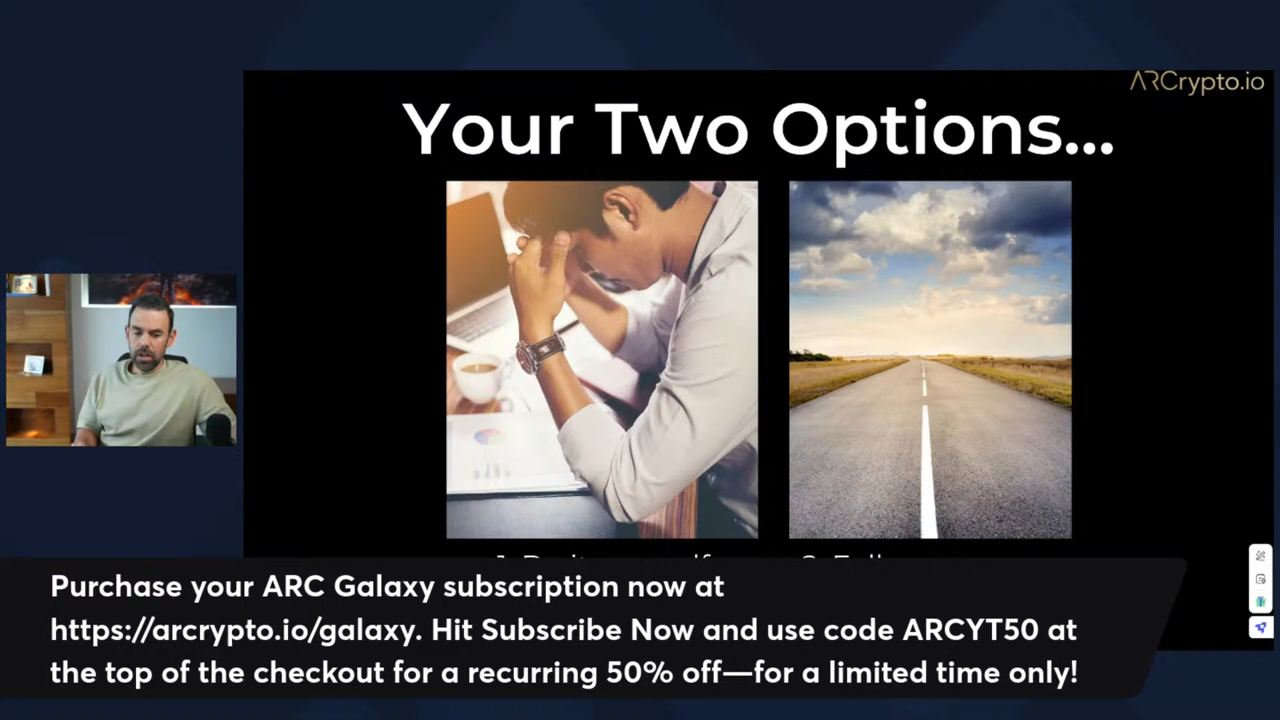 ARCrypto.io
Your Two Options...
Purchase your ARC Galaxy subscription now at
https://arcrypto.io/galaxy. Hit Subscribe Now and use code ARCYT50 at
the top of the checkout for a recurring 50% off—for a limited time only!